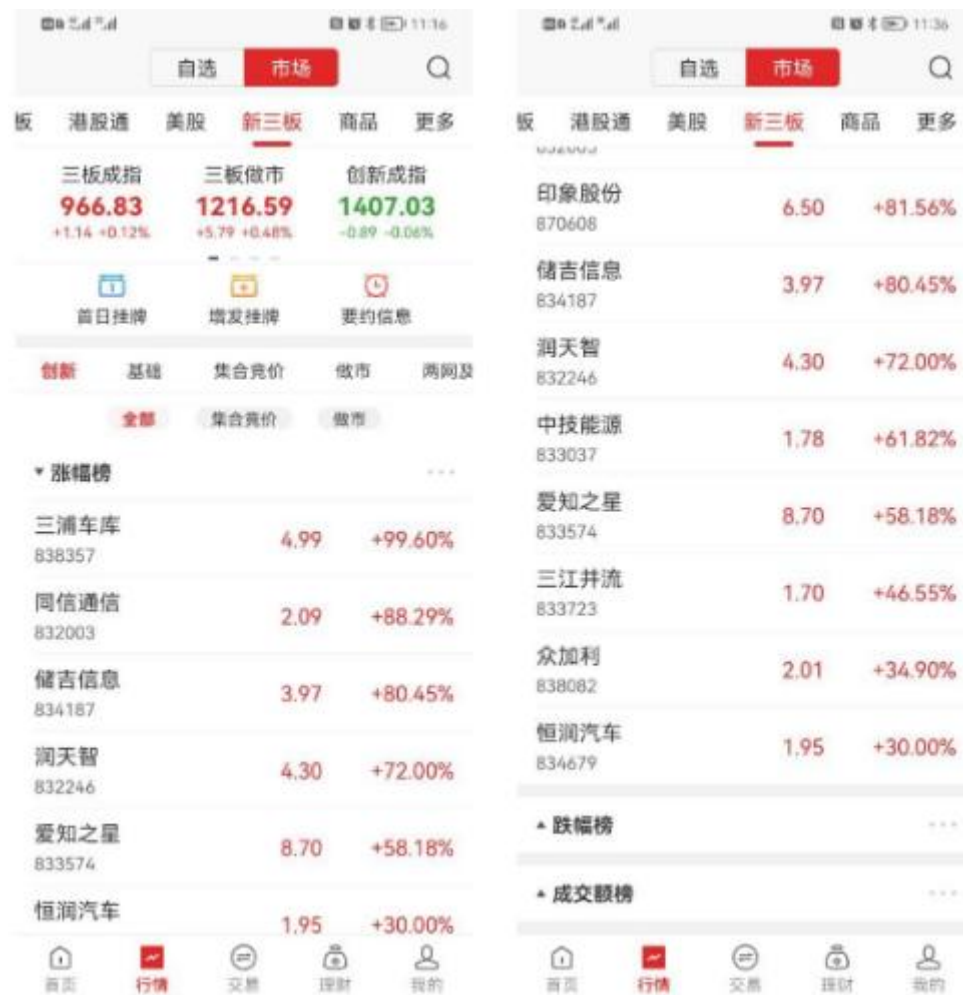 11:16
自选 市场
板 港股通 美股 新三板 商品 更多
三板成指 三板做市 创新成指
966.83 1216.59 1407.03
+1.14 +0.12% +5.79 +0.48% -0.89 -0.06%
首日挂牌 增发挂牌 要约信息
创新 基础 集合竞价 做市 两网及
全部 集合竞价 做市
涨幅榜
三浦车库 4.99 +99.60%
838357
同信通信 2.09 +88.29%
832003
储吉信息 3.97 +80.45%
834187
润天智 4.30 +72.00%
832246
爱知之星 8.70 +58.18%
833574
恒润汽车 1.95 +30.00%
首页 行情 交易 理财 我的
11:36
自选 市场
板 港股通 美股 新三板 商品 更多
印象股份 6.50 +81.56%
870608
储吉信息 3.97 +80.45%
834187
润天智 4.30 +72.00%
832246
中技能源 1.78 +61.82%
833037
爱知之星 8.70 +58.18%
833574
三江并流 1.70 +46.55%
833723
众加利 2.01 +34.90%
838082
恒润汽车 1.95 +30.00%
834679
跌幅榜
成交额榜
首页 行情 交易 理财 我的